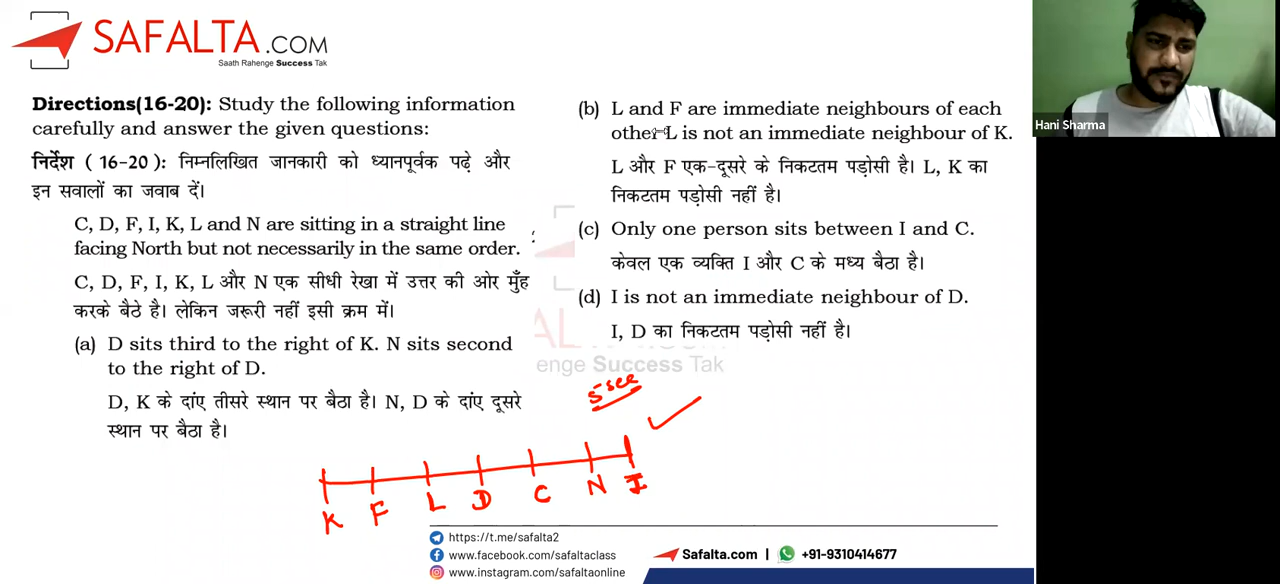 SAFALTA.COM
Saath Rahenge Success Tak
Directions(16-20): Study the following information
carefully and answer the given questions:
निर्देश ( 16-20 ): निम्नलिखित जानकारी को ध्यानपूर्वक पढ़े और
इन सवालों का जवाब दें।
C, D, F, I, K, L and N are sitting in a straight line
facing North but not necessarily in the same order.
C, D, F, I, K, L और N एक सीधी रेखा में उत्तर की ओर मुँह
करके बैठे है। लेकिन जरूरी नहीं इसी क्रम में।
(a) D sits third to the right of K. N sits second
to the right of D.
D, K के दांए तीसरे स्थान पर बैठा है। N, D के दांए दूसरे
स्थान पर बैठा है।
(b) L and F are immediate neighbours of each
other L is not an immediate neighbour of K.
L और F एक-दूसरे के निकटतम पड़ोसी है। L, K का
निकटतम पड़ोसी नहीं है।
(c) Only one person sits between I and C.
केवल एक व्यक्ति I और C के मध्य बैठा है।
(d) I is not an immediate neighbour of D.
I, D का निकटतम पड़ोसी नहीं है।
enge Success Tak
5 sec
K F L D C N I
https://t.me/safalta2
www.facebook.com/safaltaclass
www.instagram.com/safaltaonline
Safalta.com | +91-9310414677
Hani Sharma